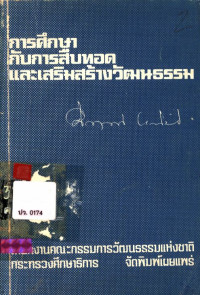 การศึกษา
กับการสืบทอด
และเสริมสร้างวัฒนธรรม
ปจ. 0174
งานคณะกรรมการวัฒนธรรมแห่งชาติ
กระทรวงศึกษาธิการ จัดพิมพ์เผยแพร่